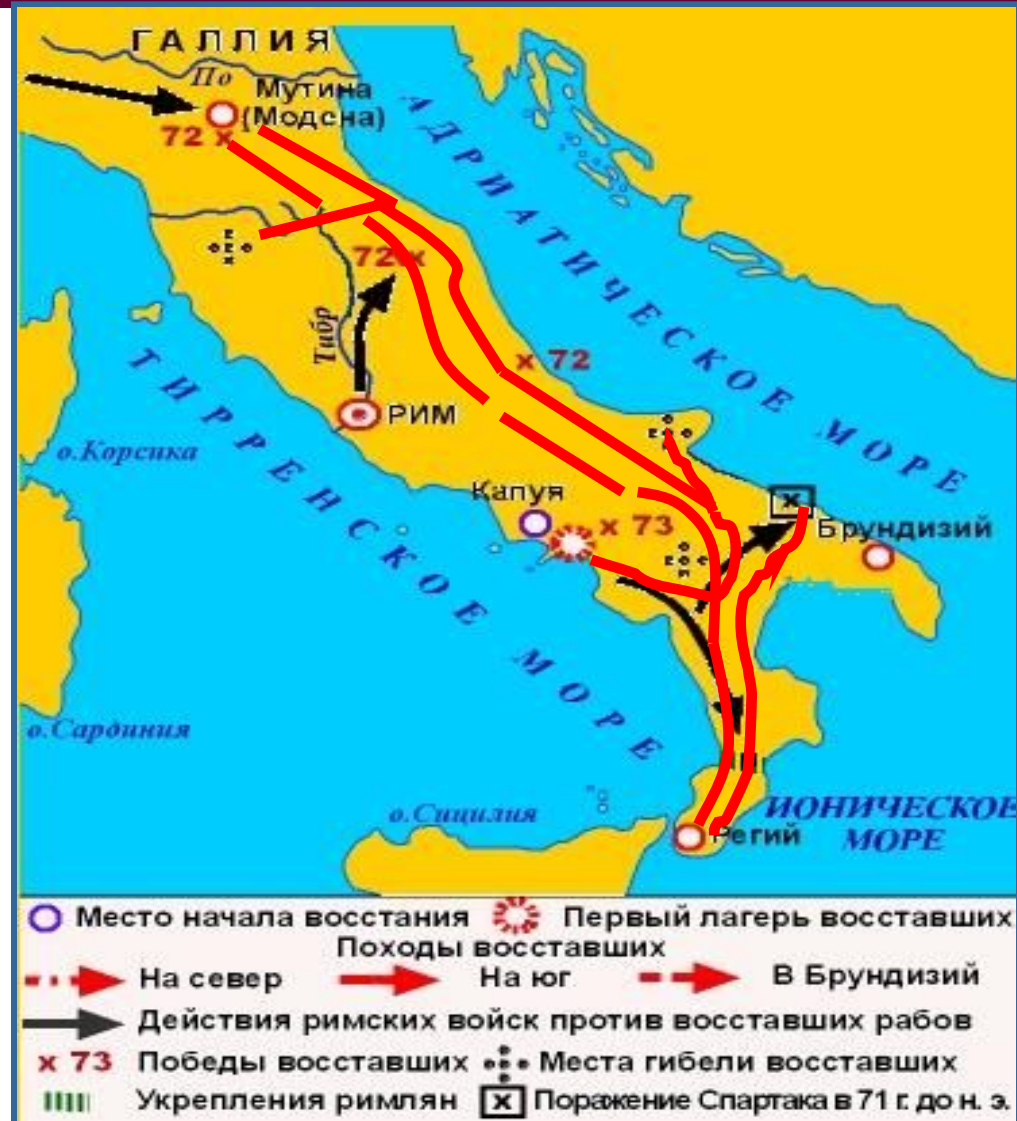 ГАЛЛИЯ
По
Мутина
(Модсна)
72 х
АДРИАТИЧЕСКОЕ МОРЕ
72 х
Тибр
х 72
РИМ
ТИРРЕНСКОЕ МОРЕ
о.Корсика
Капуя
х 73
х
Брундизий
о.Сардиния
о.Сицилия
ИОНИЧЕСКОЕ
МОРЕ
Регий
Место начала восстания Первый лагерь восставших
Походы восставших
На север На юг В Брундизий
Действия римских войск против восставших рабов
х 73 Победы восставших Места гибели восставших
Укрепления римлян х Поражение Спартака в 71 г. до н. э.